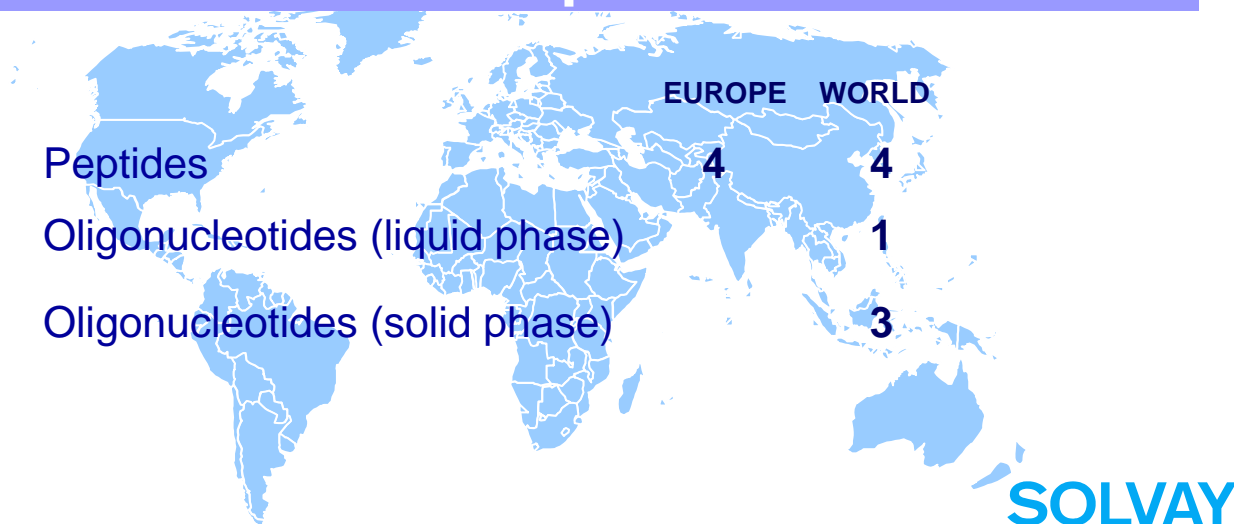 EUROPE WORLD
Peptides 4 4
Oligonucleotides (liquid phase) 1
Oligonucleotides (solid phase) 3
SOLVAY